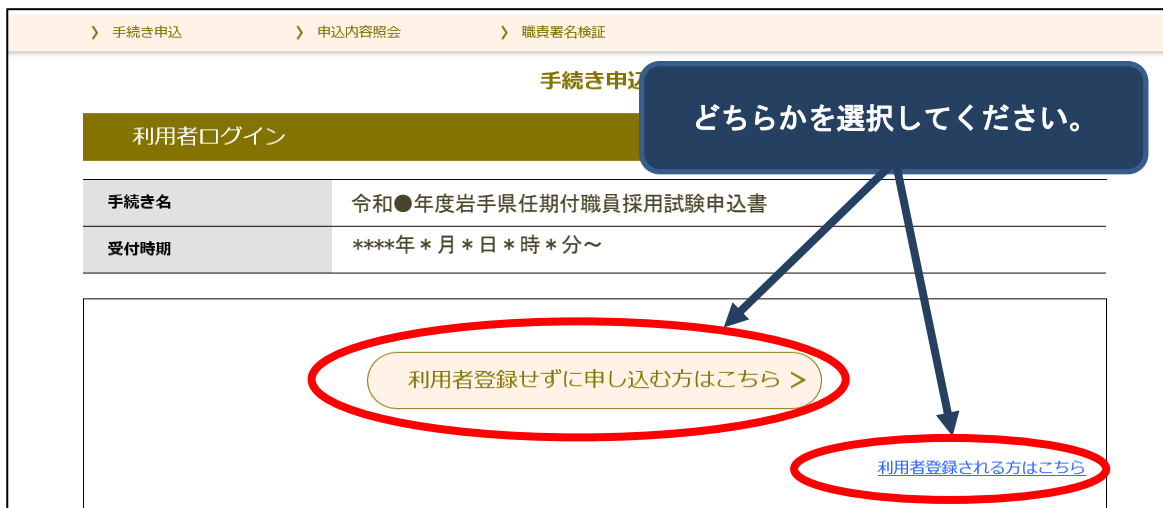 〉 手続き申込 〉 申込内容照会 〉 職責署名検証
手続き申込
どちらかを選択してください。
利用者ログイン
手続き名 令和●年度岩手県任期付職員採用試験申込書
受付時期 ****年*月*日*時*分~
利用者登録せずに申し込む方はこちら >
利用者登録される方はこちら